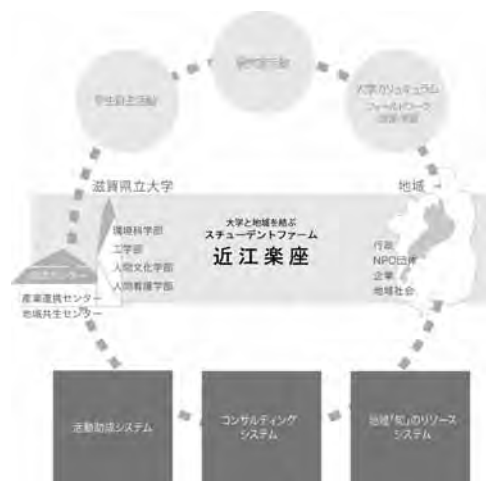 学生自主活動
大学カリキュラム
フィールドワーク
滋賀県立大学
地域
大学と地域を結ぶ
スチューデントファーム
近江楽座
環境科学部
工学部
人間文化学部
人間看護学部
行政
NPO団体
企業
地域社会
産業連携センター
地域共生センター
活動助成システム
コンサルティング
システム
地域「知」のリソース
システム